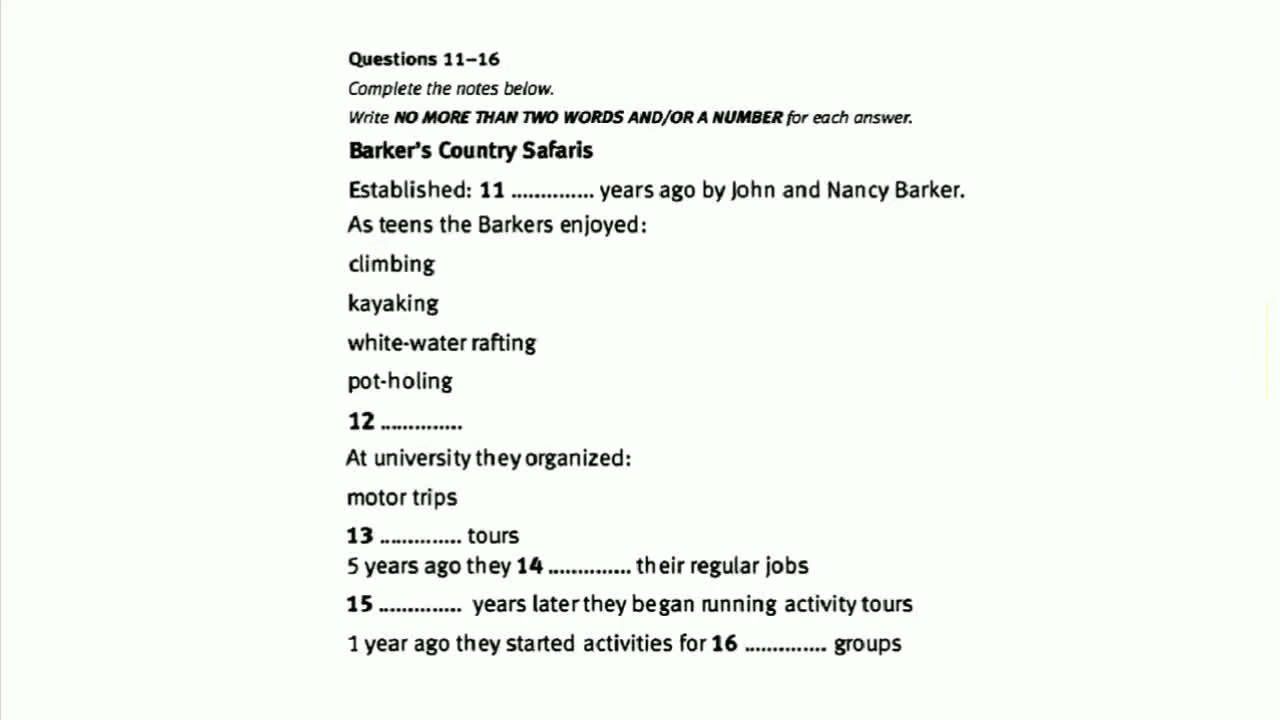 Questions 11–16
Complete the notes below.
Write NO MORE THAN TWO WORDS AND/OR A NUMBER for each answer.
Barker's Country Safaris
Established: 11 .............. years ago by John and Nancy Barker.
As teens the Barkers enjoyed:
climbing
kayaking
white-water rafting
pot-holing
12 ..............
At university they organized:
motor trips
13 .............. tours
5 years ago they 14 .............. their regular jobs
15 .............. years later they began running activity tours
1 year ago they started activities for 16 .............. groups